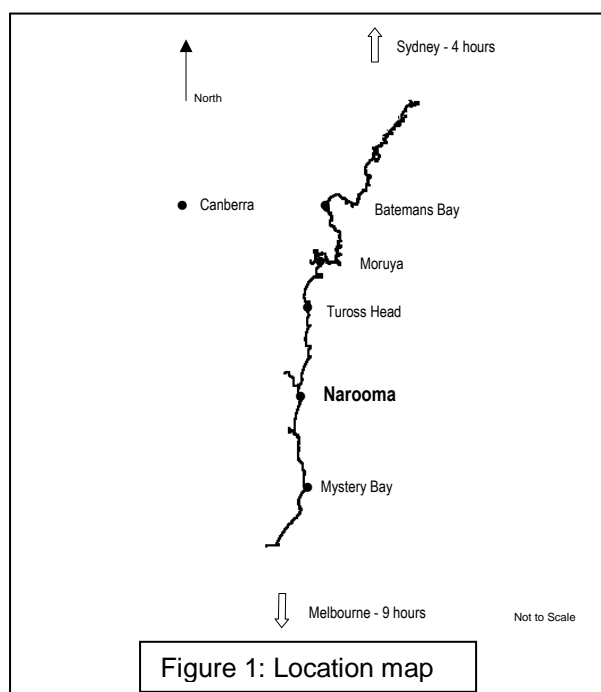 Sydney - 4 hours
North
Canberra
Batemans Bay
Moruya
Tuross Head
Narooma
Mystery Bay
Melbourne - 9 hours
Not to Scale
Figure 1: Location map